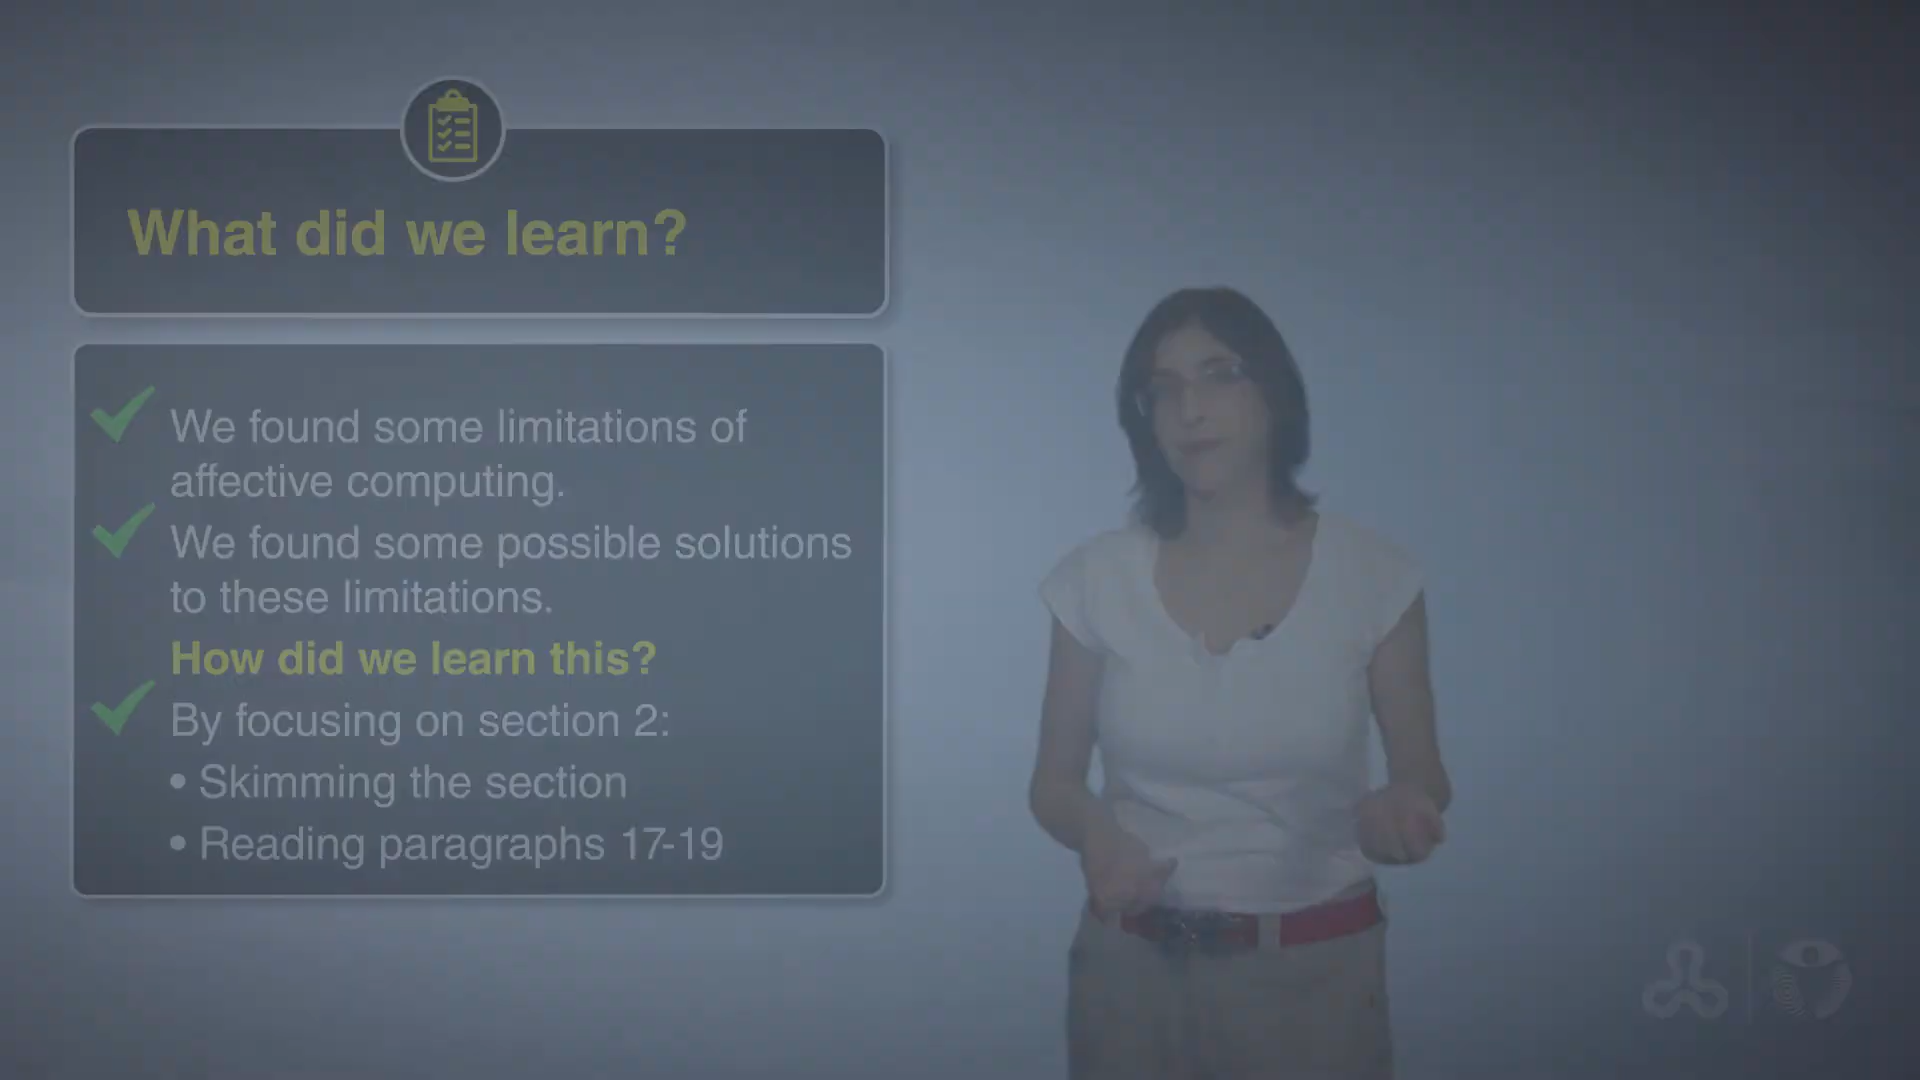 What did we learn?
We found some limitations of
affective computing.
We found some possible solutions
to these limitations.
How did we learn this?
By focusing on section 2:
• Skimming the section
• Reading paragraphs 17-19